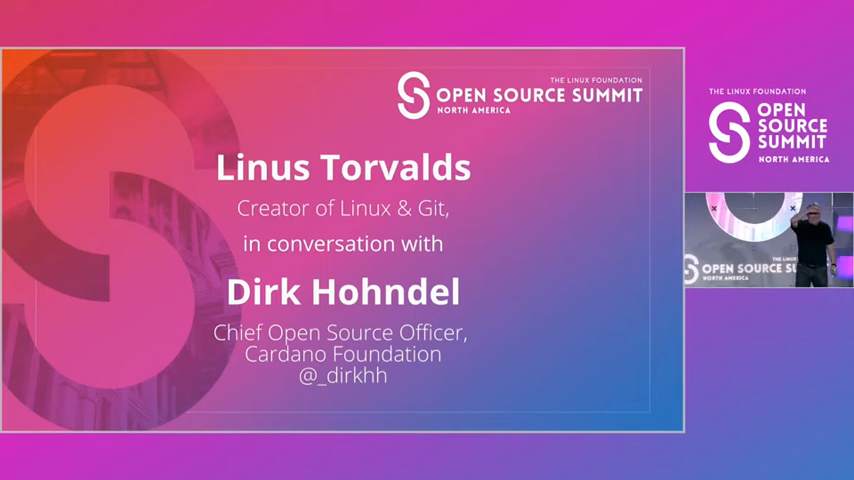 THE LINUX FOUNDATION
OPEN SOURCE SUMMIT
NORTH AMERICA
Linus Torvalds
Creator of Linux & Git,
in conversation with
Dirk Hohndel
Chief Open Source Officer,
Cardano Foundation
@_dirkhh
THE LINUX FOUNDATION
OPEN
SOURCE
SUMMIT
NORTH AMERICA
THE LINU
OPEN SOURCE SU
NORTH AMERICA